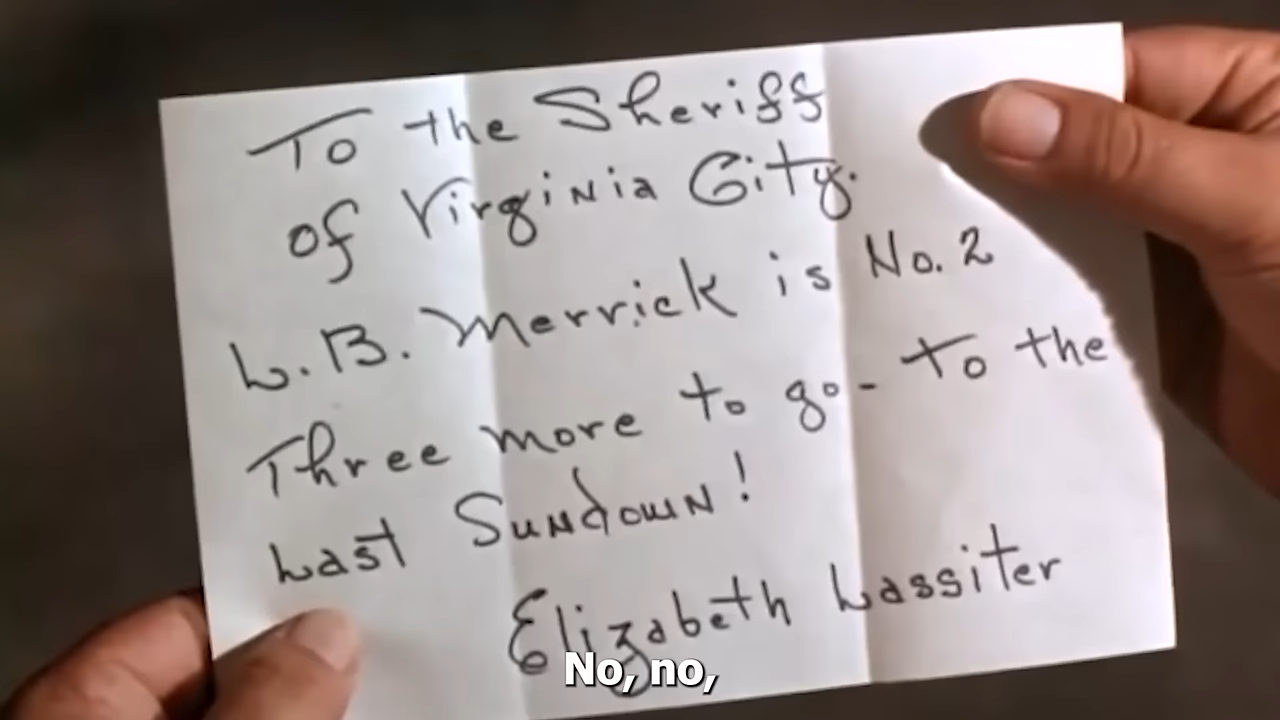 To the Sheriff
of Virginia City.
L.B. Merrick is No. 2
Three more to go - To the
Last Sundown!
Elizabeth Lassiter
No, no,